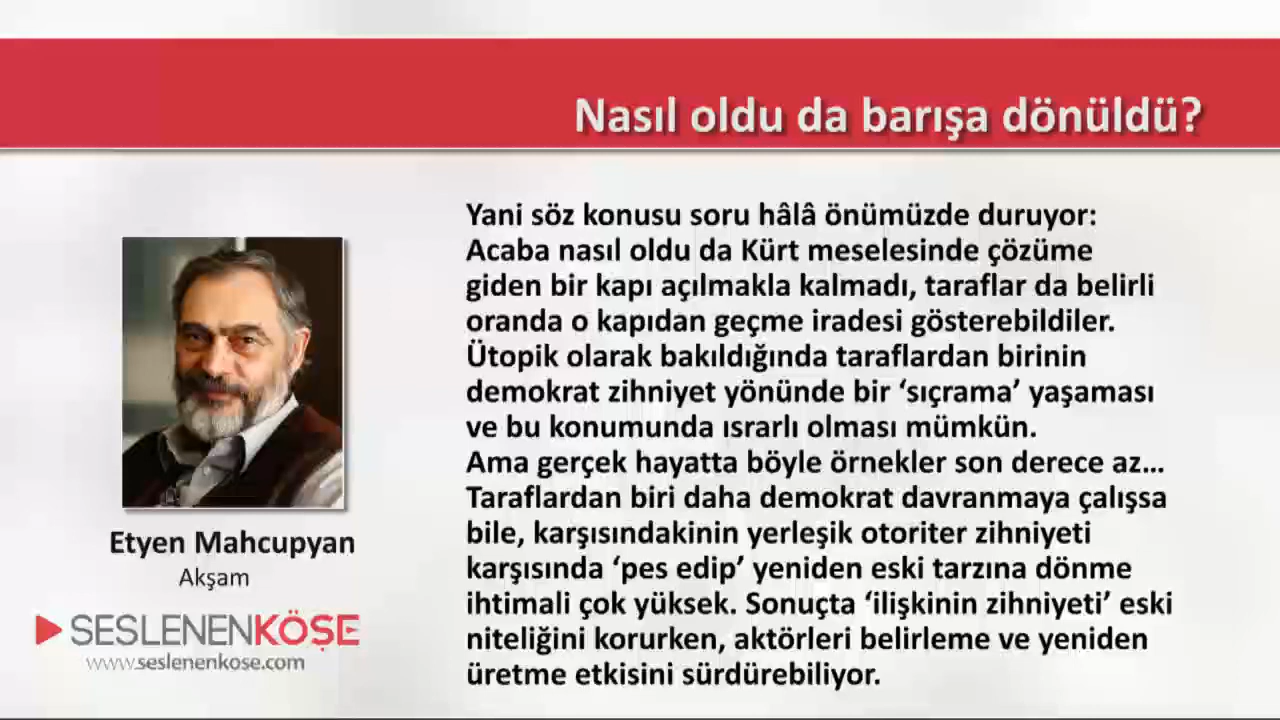 Nasıl oldu da barışa dönüldü?
Yani söz konusu soru hâlâ önümüzde duruyor:
Acaba nasıl oldu da Kürt meselesinde çözüme
giden bir kapı açılmakla kalmadı, taraflar da belirli
oranda o kapıdan geçme iradesi gösterebildiler.
Ütopik olarak bakıldığında taraflardan birinin
demokrat zihniyet yönünde bir ‘sıçrama’ yaşaması
ve bu konumunda ısrarlı olması mümkün.
Ama gerçek hayatta böyle örnekler son derece az...
Taraflardan biri daha demokrat davranmaya çalışsa
bile, karşısındakinin yerleşik otoriter zihniyeti
karşısında ‘pes edip’ yeniden eski tarzına dönme
ihtimali çok yüksek. Sonuçta ‘ilişkinin zihniyeti’ eski
niteliğini korurken, aktörleri belirleme ve yeniden
üretme etkisini sürdürebiliyor.
Etyen Mahcupyan
Akşam
SESLENENKÖŞE
www.seslenenkose.com